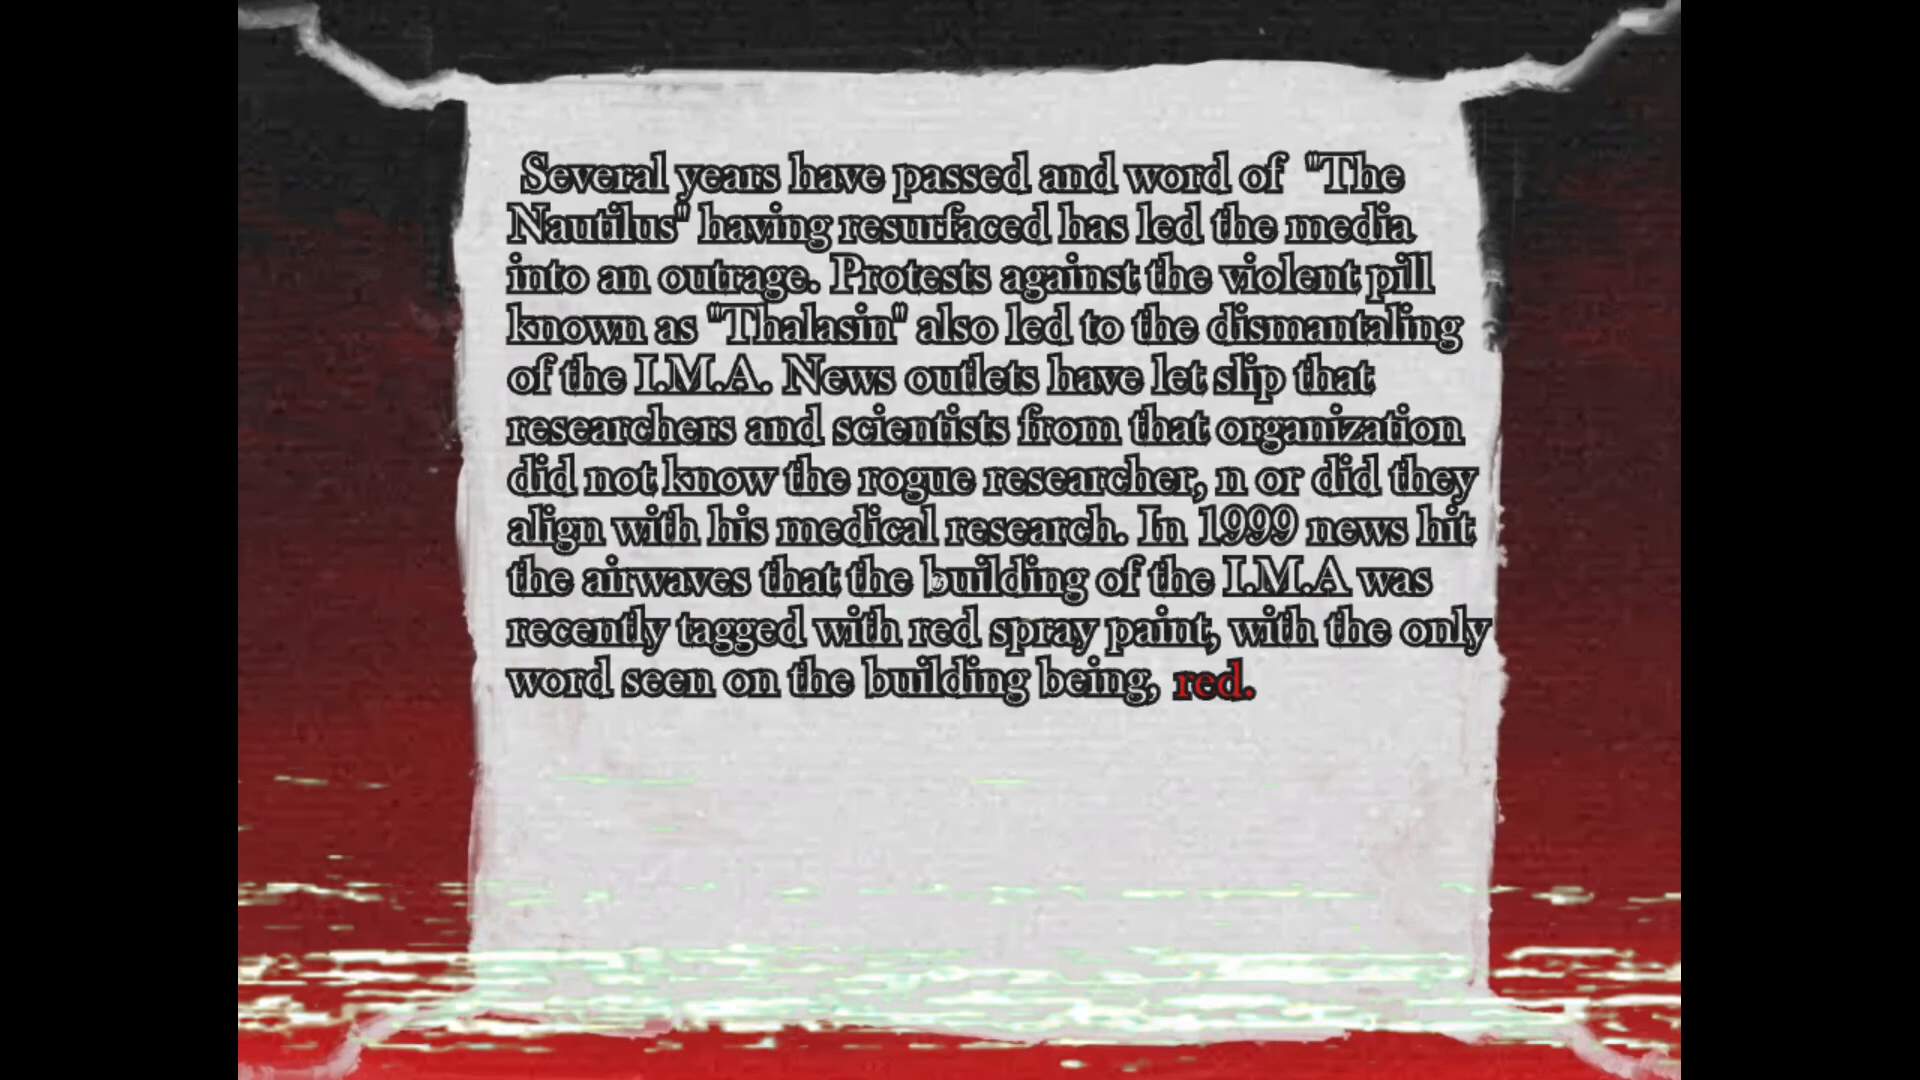 Several years have passed and word of "The
Nautilus" having resurfaced has led the media
into an outrage. Protests against the violent pill
known as "Thalasin" also led to the dismantaling
of the I.M.A. News outlets have let slip that
researchers and scientists from that organization
did not know the rogue researcher, n or did they
align with his medical research. In 1999 news hit
the airwaves that the building of the I.M.A was
recently tagged with red spray paint, with the only
word seen on the building being, red.